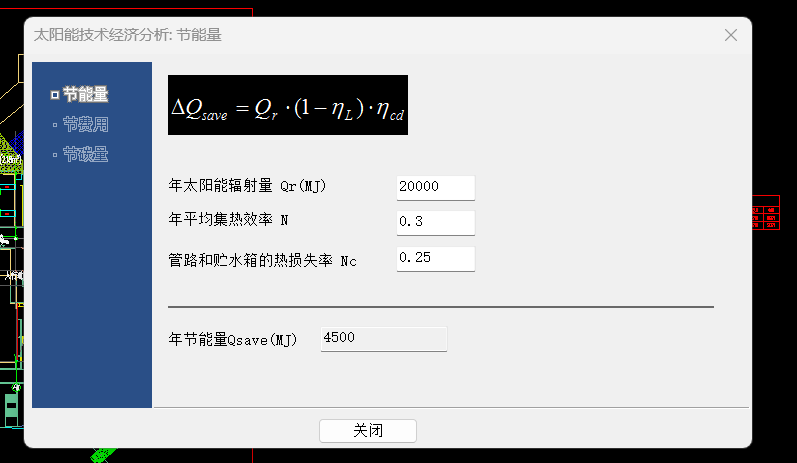 太阳能技术经济分析: 节能量
节能量
节费用
节碳量
ΔQsave = Qr·(1−ηL)·ηcd
年太阳能辐射量 Qr(MJ) 20000
年平均集热效率 N 0.3
管路和贮水箱的热损失率 Nc 0.25
年节能量Qsave(MJ) 4500
关闭